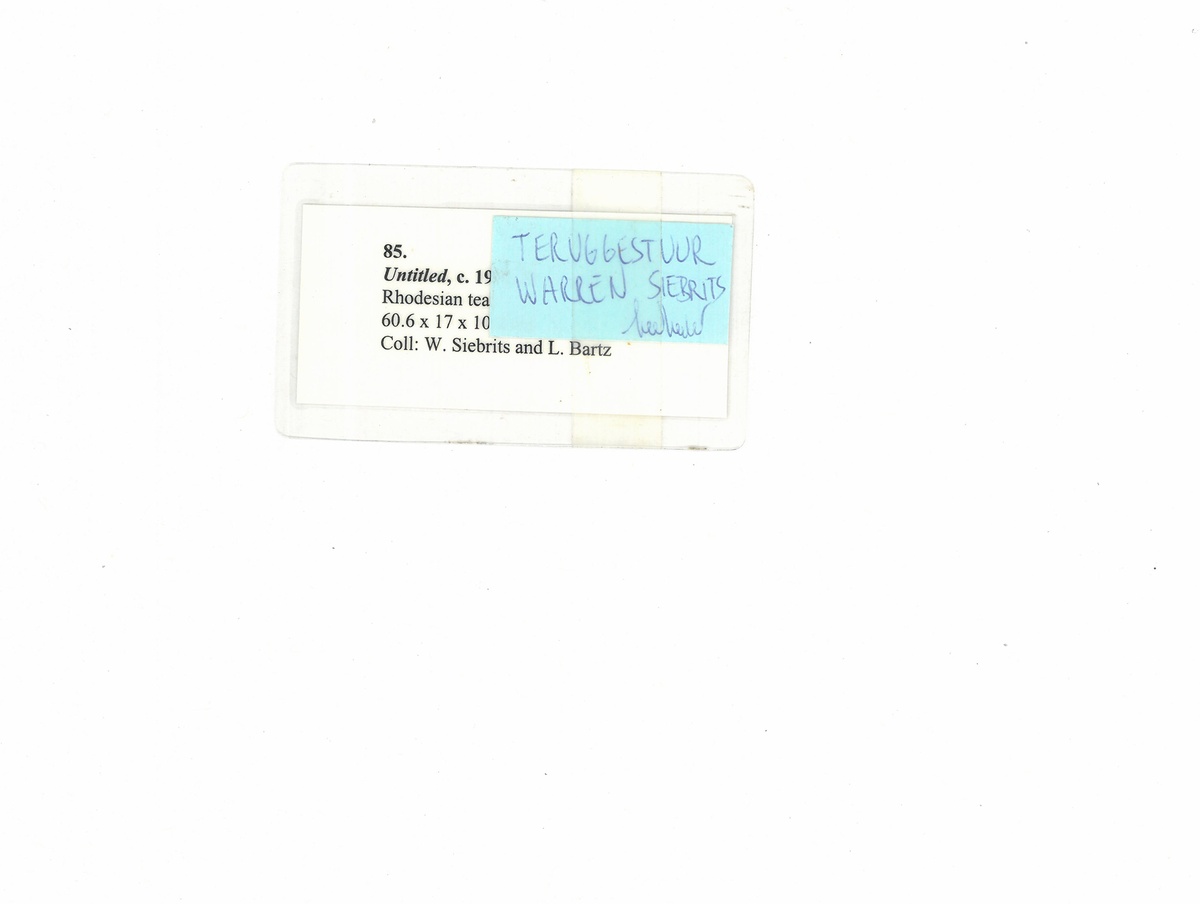 85.
Untitled, c. 19
Rhodesian tea
60.6 x 17 x 10
Coll: W. Siebrits and L. Bartz
TERUGGESTUUR
WARREN SIEBRITS